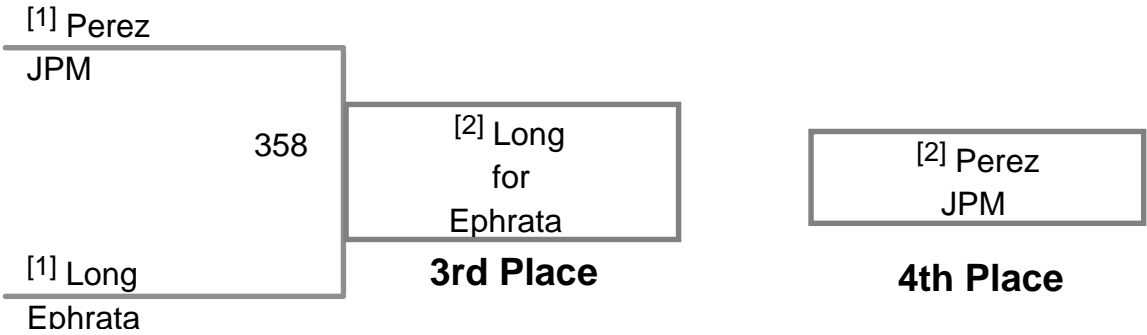 [1] Perez
JPM
358
[1] Long
Ephrata
[2] Long
for
Ephrata
3rd Place
[2] Perez
JPM
4th Place